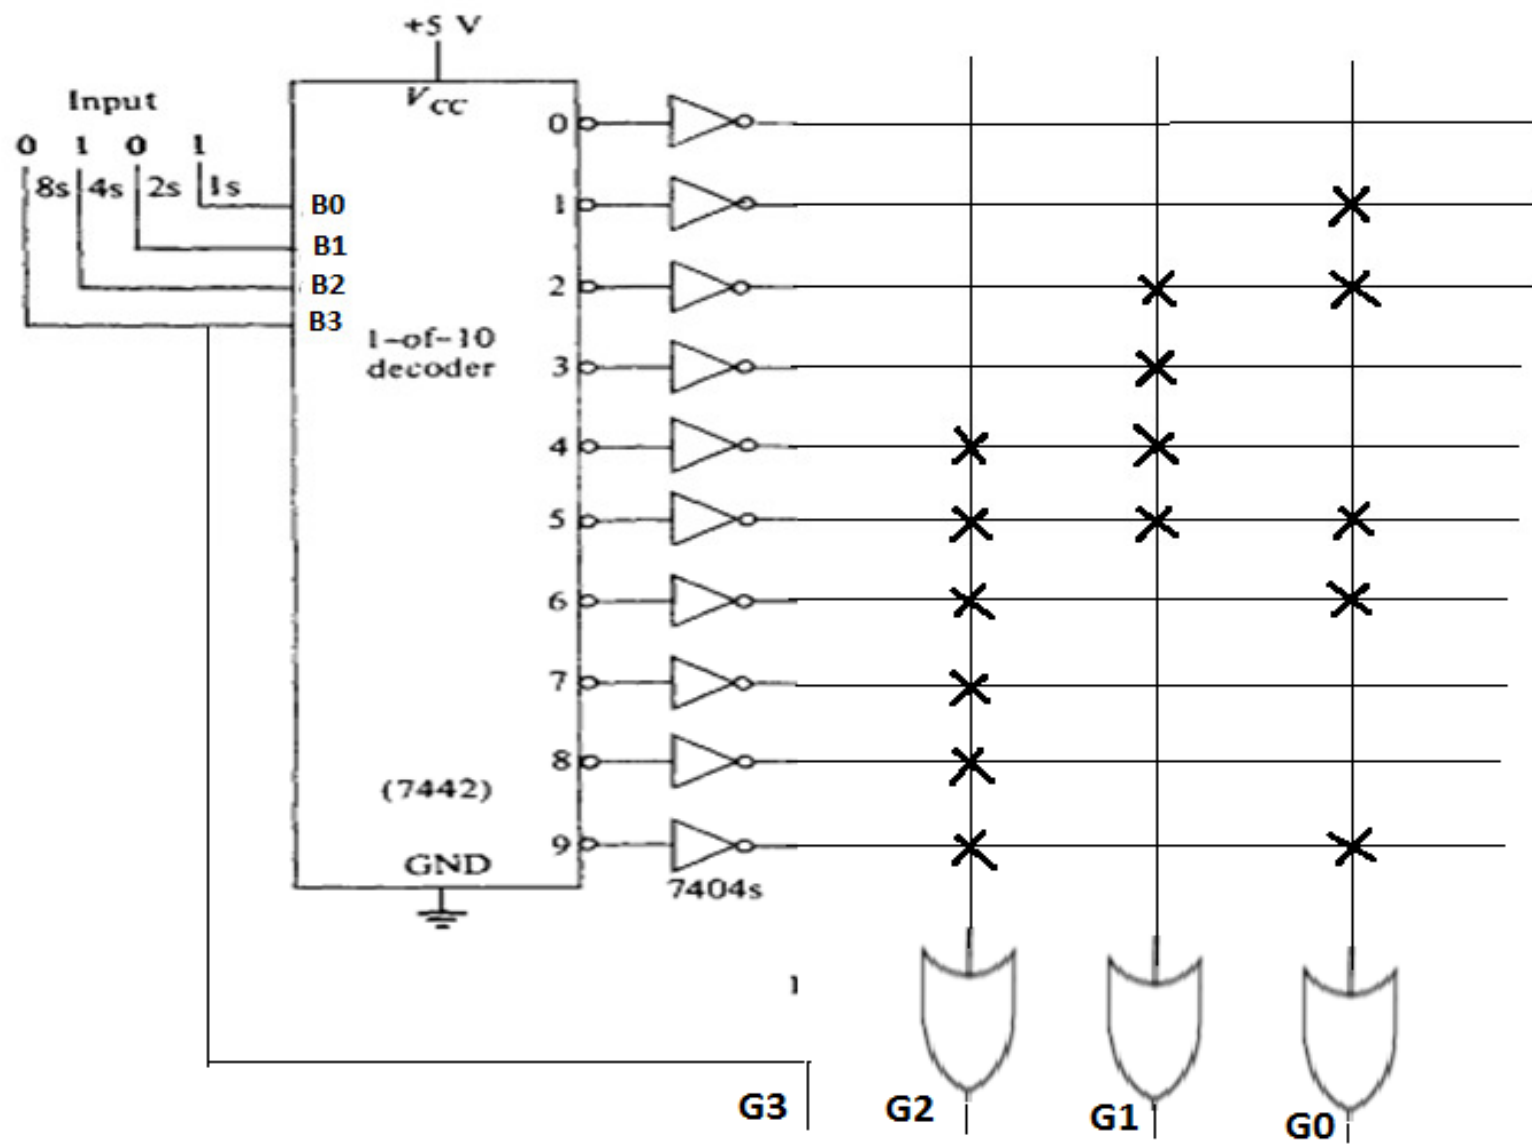 +5 V
VCC
Input
0 1 0 1
8s 4s 2s 1s
B0
B1
B2
B3
1-of-10
decoder
0
1
2
3
4
5
6
7
8
9
(7442)
GND
7404s
1
G3 G2 G1 G0